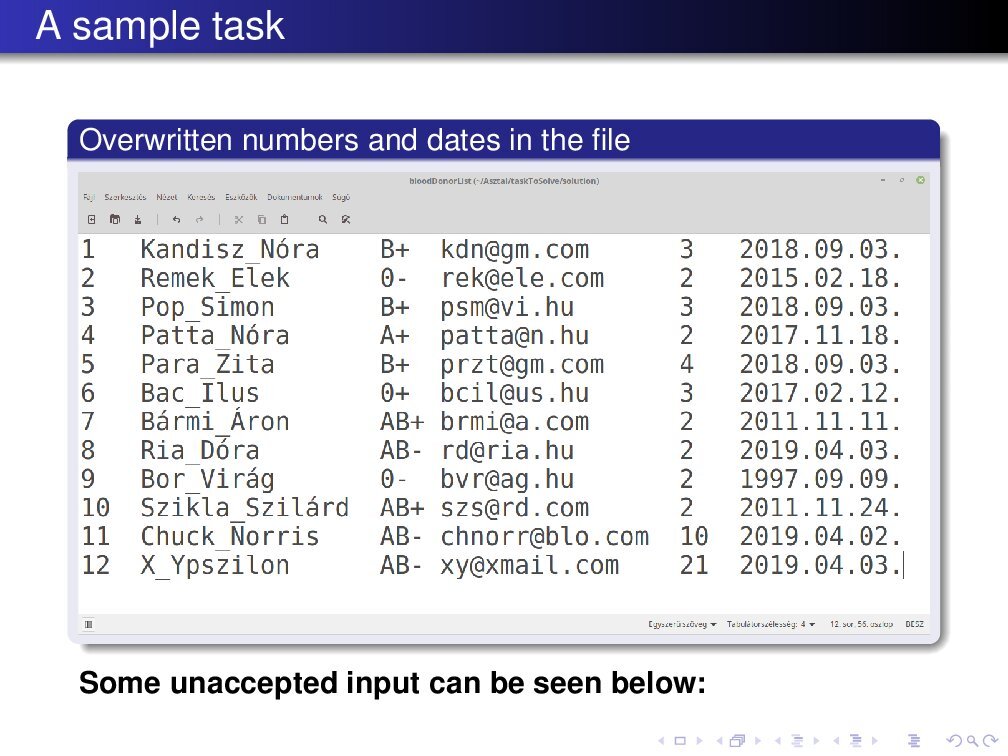 A sample task
Overwritten numbers and dates in the file
bloodDonorList (~/Asztal/taskToSolve/solution)
Fájl Szerkesztés Nézet Keresés Eszközök Dokumentumok Súgó
1 Kandisz_Nóra B+ kdn@gm.com 3 2018.09.03.
2 Remek_Elek 0- rek@ele.com 2 2015.02.18.
3 Pop_Simon B+ psm@vi.hu 3 2018.09.03.
4 Patta_Nóra A+ patta@n.hu 2 2017.11.18.
5 Para_Zita B+ przt@gm.com 4 2018.09.03.
6 Bac_Ilus 0+ bcil@us.hu 3 2017.02.12.
7 Bármi_Áron AB+ brmi@a.com 2 2011.11.11.
8 Ria_Dóra AB- rd@ria.hu 2 2019.04.03.
9 Bor_Virág 0- bvr@ag.hu 2 1997.09.09.
10 Szikla_Szilárd AB+ szs@rd.com 2 2011.11.24.
11 Chuck_Norris AB- chnorr@blo.com 10 2019.04.02.
12 X_Ypszilon AB- xy@xmail.com 21 2019.04.03.
Egyszerű szöveg Tabulátorszélesség: 4 12. sor, 56. oszlop BESZ
Some unaccepted input can be seen below: